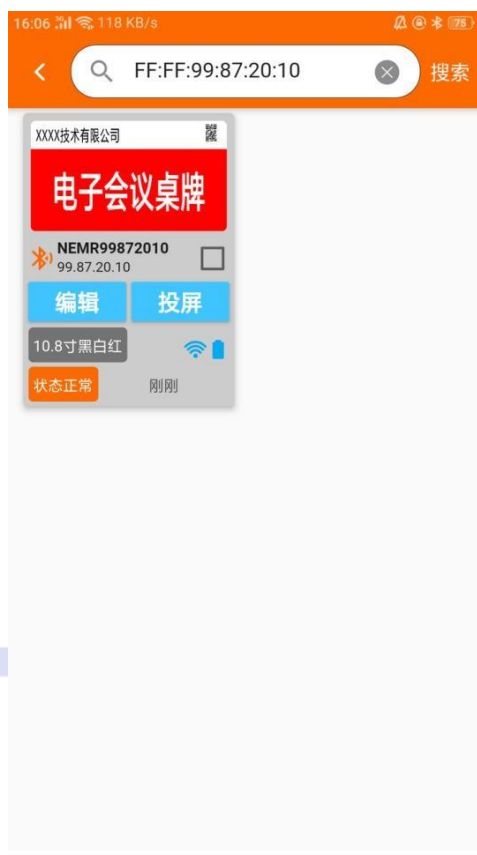 16:06 118 KB/s 75
FF:FF:99:87:20:10 搜索
XXXX技术有限公司
电子会议桌牌
NEMR99872010
99.87.20.10
编辑 投屏
10.8寸黑白红
状态正常 刚刚